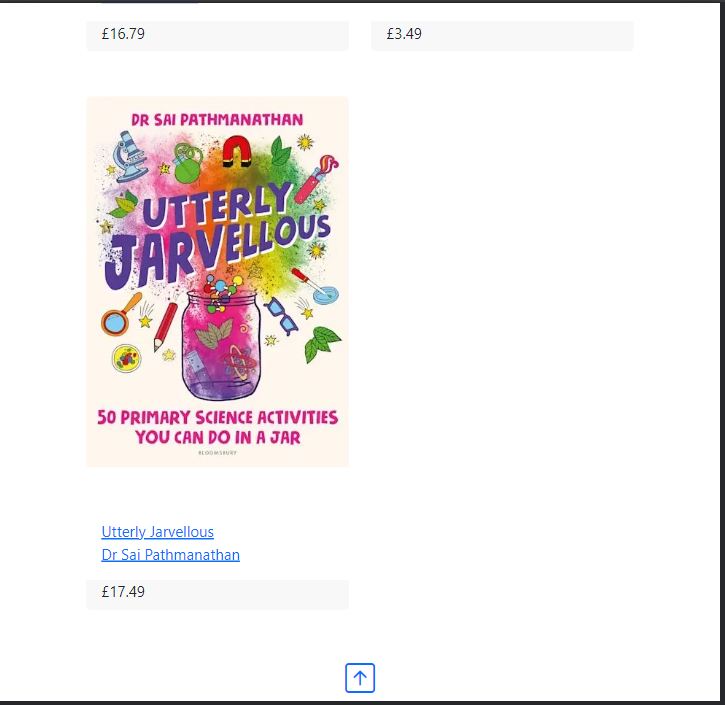 £16.79
£3.49
DR SAI PATHMANATHAN
UTTERLY
JARVELLOUS
50 PRIMARY SCIENCE ACTIVITIES
YOU CAN DO IN A JAR
BLOOMSBURY
Utterly Jarvellous
Dr Sai Pathmanathan
£17.49